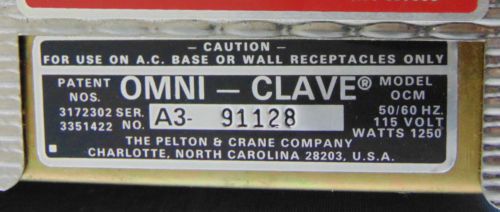 — CAUTION —
FOR USE ON A.C. BASE OR WALL RECEPTACLES ONLY
PATENT NOS. OMNI – CLAVE® MODEL OCM
3172302 SER. A3- 91128 50/60 HZ.
3351422 NO. 115 VOLT
WATTS 1250
THE PELTON & CRANE COMPANY
CHARLOTTE, NORTH CAROLINA 28203, U.S.A.